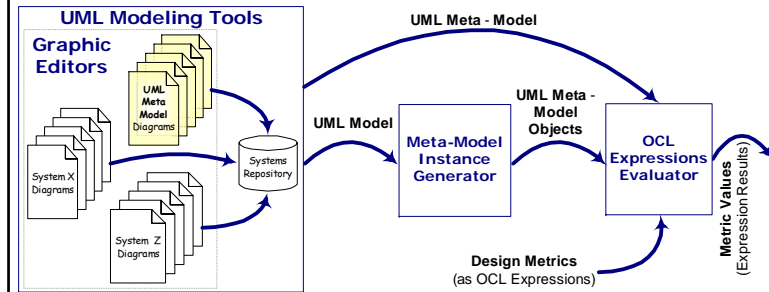 UML Modeling Tools
Graphic
Editors
UML
Meta
Model
Diagrams
System X
Diagrams
System Z
Diagrams
Systems
Repository
UML Meta - Model
UML Model
Meta-Model
Instance
Generator
UML Meta -
Model
Objects
OCL
Expressions
Evaluator
Design Metrics
(as OCL Expressions)
Metric Values
(Expression Results)